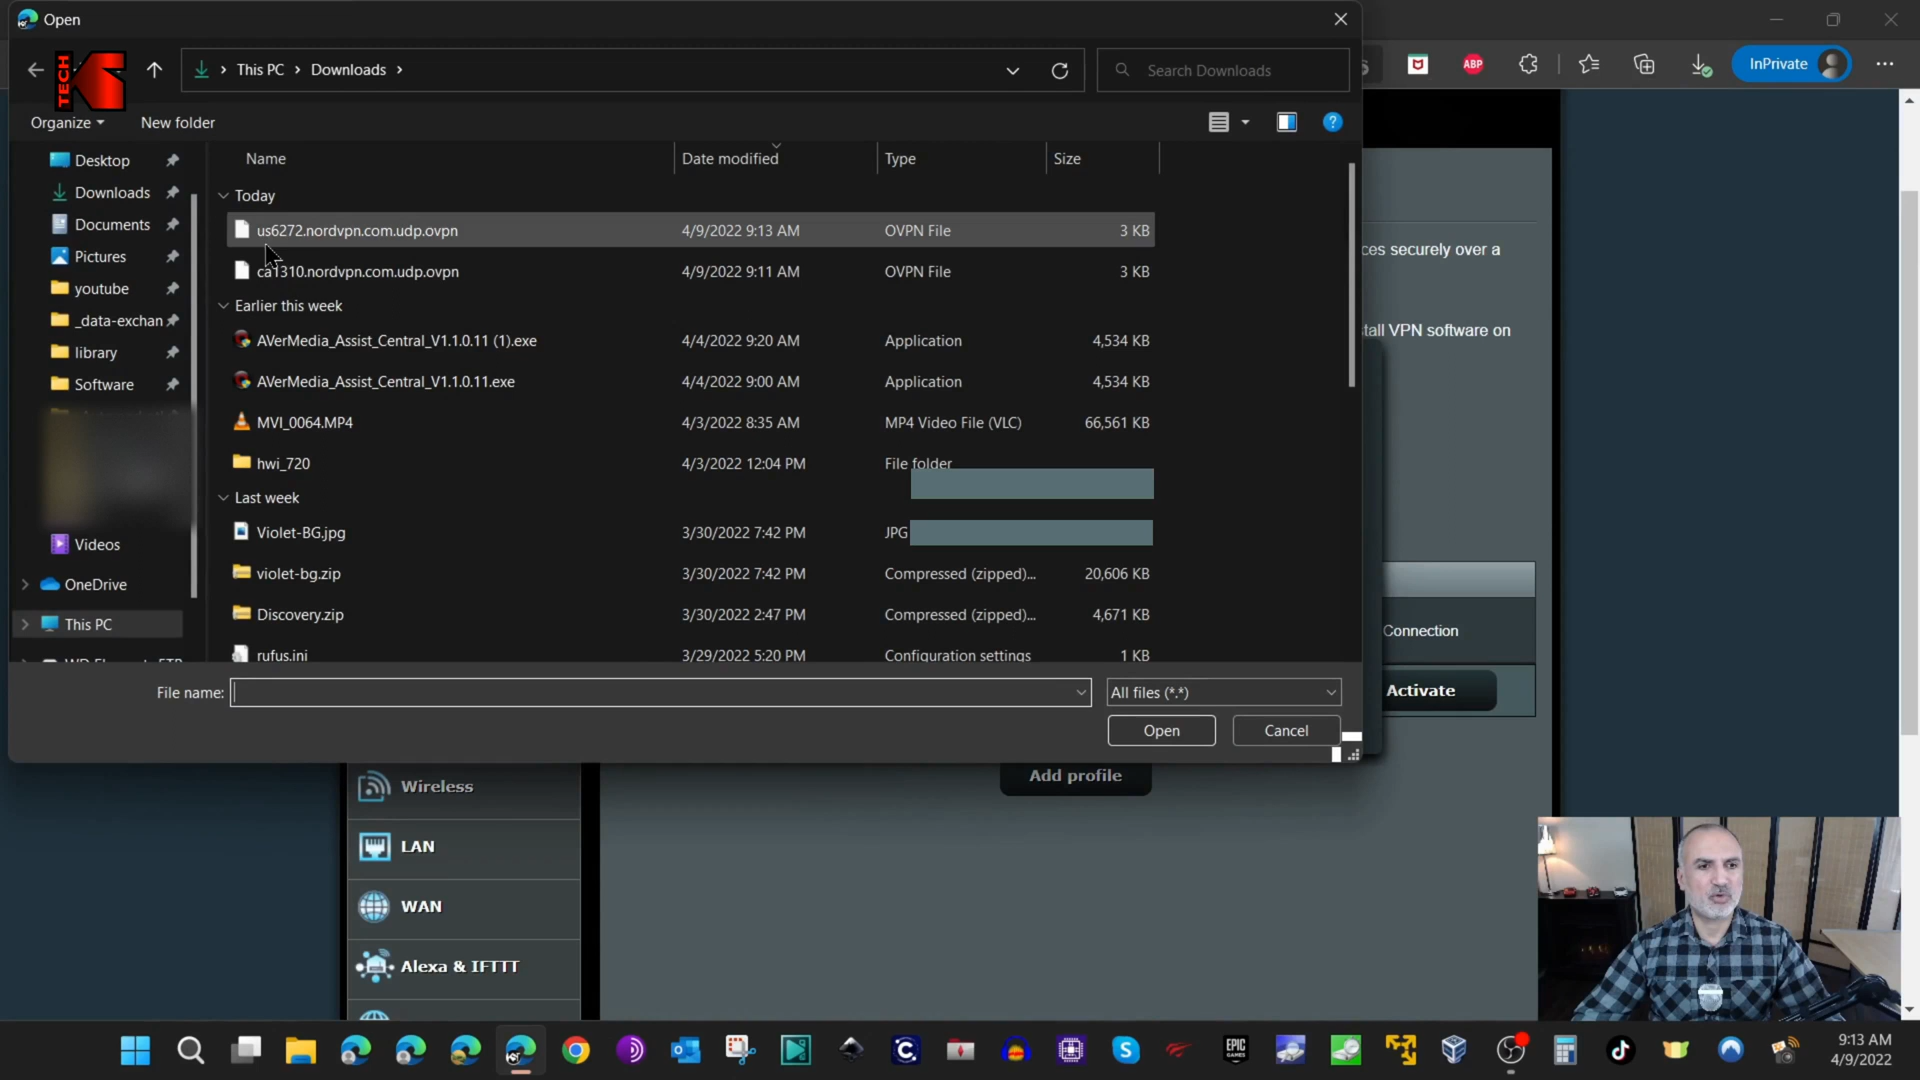 Open
TECH K
This PC > Downloads >
Search Downloads
ABP
InPrivate
Organize
New folder
Name
Date modified
Type
Size
Desktop
Downloads
Documents
Pictures
youtube
_data-exchan
library
Software
Videos
OneDrive
This PC
Today
us6272.nordvpn.com.udp.ovpn 4/9/2022 9:13 AM OVPN File 3 KB
ca1310.nordvpn.com.udp.ovpn 4/9/2022 9:11 AM OVPN File 3 KB
Earlier this week
AVerMedia_Assist_Central_V1.1.0.11 (1).exe 4/4/2022 9:20 AM Application 4,534 KB
AVerMedia_Assist_Central_V1.1.0.11.exe 4/4/2022 9:00 AM Application 4,534 KB
MVI_0064.MP4 4/3/2022 8:35 AM MP4 Video File (VLC) 66,561 KB
hwi_720 4/3/2022 12:04 PM File folder
Last week
Violet-BG.jpg 3/30/2022 7:42 PM JPG
violet-bg.zip 3/30/2022 7:42 PM Compressed (zipped)... 20,606 KB
Discovery.zip 3/30/2022 2:47 PM Compressed (zipped)... 4,671 KB
rufus.ini 3/29/2022 5:20 PM Configuration settings 1 KB
File name:
All files (*.*)
Open
Cancel
ces securely over a
tall VPN software on
Connection
Activate
Add profile
Wireless
LAN
WAN
Alexa & IFTTT
EPIC GAMES
9:13 AM
4/9/2022